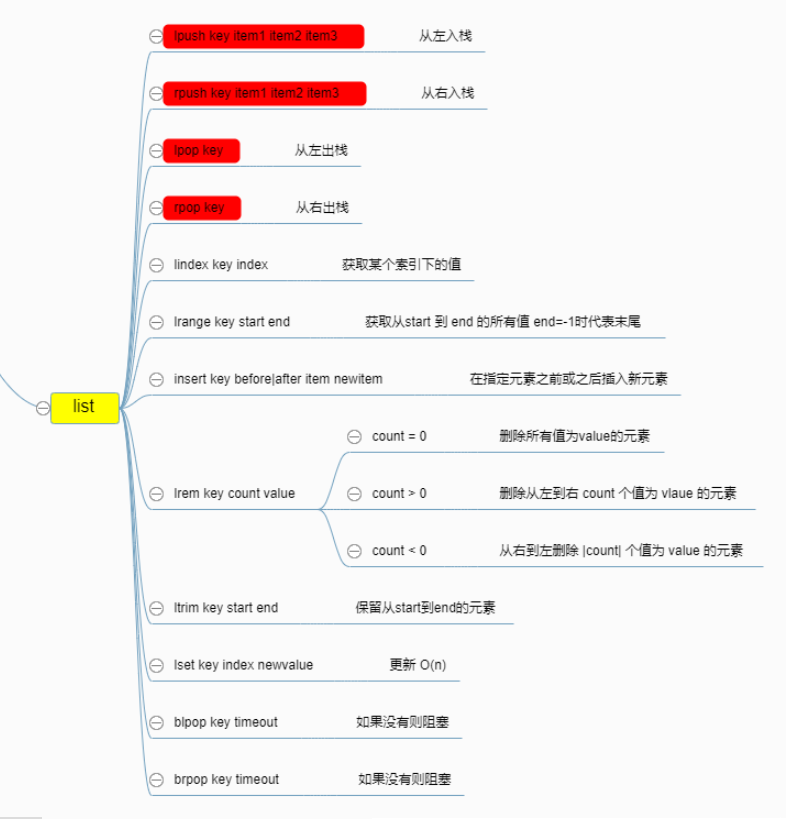 lpush key item1 item2 item3 从左入栈
rpush key item1 item2 item3 从右入栈
lpop key 从左出栈
rpop key 从右出栈
lindex key index 获取某个索引下的值
lrange key start end 获取从start 到 end 的所有值 end=-1时代表末尾
insert key before|after item newitem 在指定元素之前或之后插入新元素
list
count = 0 删除所有值为value的元素
lrem key count value
count > 0 删除从左到右 count 个值为 vlaue 的元素
count < 0 从右到左删除 |count| 个值为 value 的元素
ltrim key start end 保留从start到end的元素
lset key index newvalue 更新 O(n)
blpop key timeout 如果没有则阻塞
brpop key timeout 如果没有则阻塞